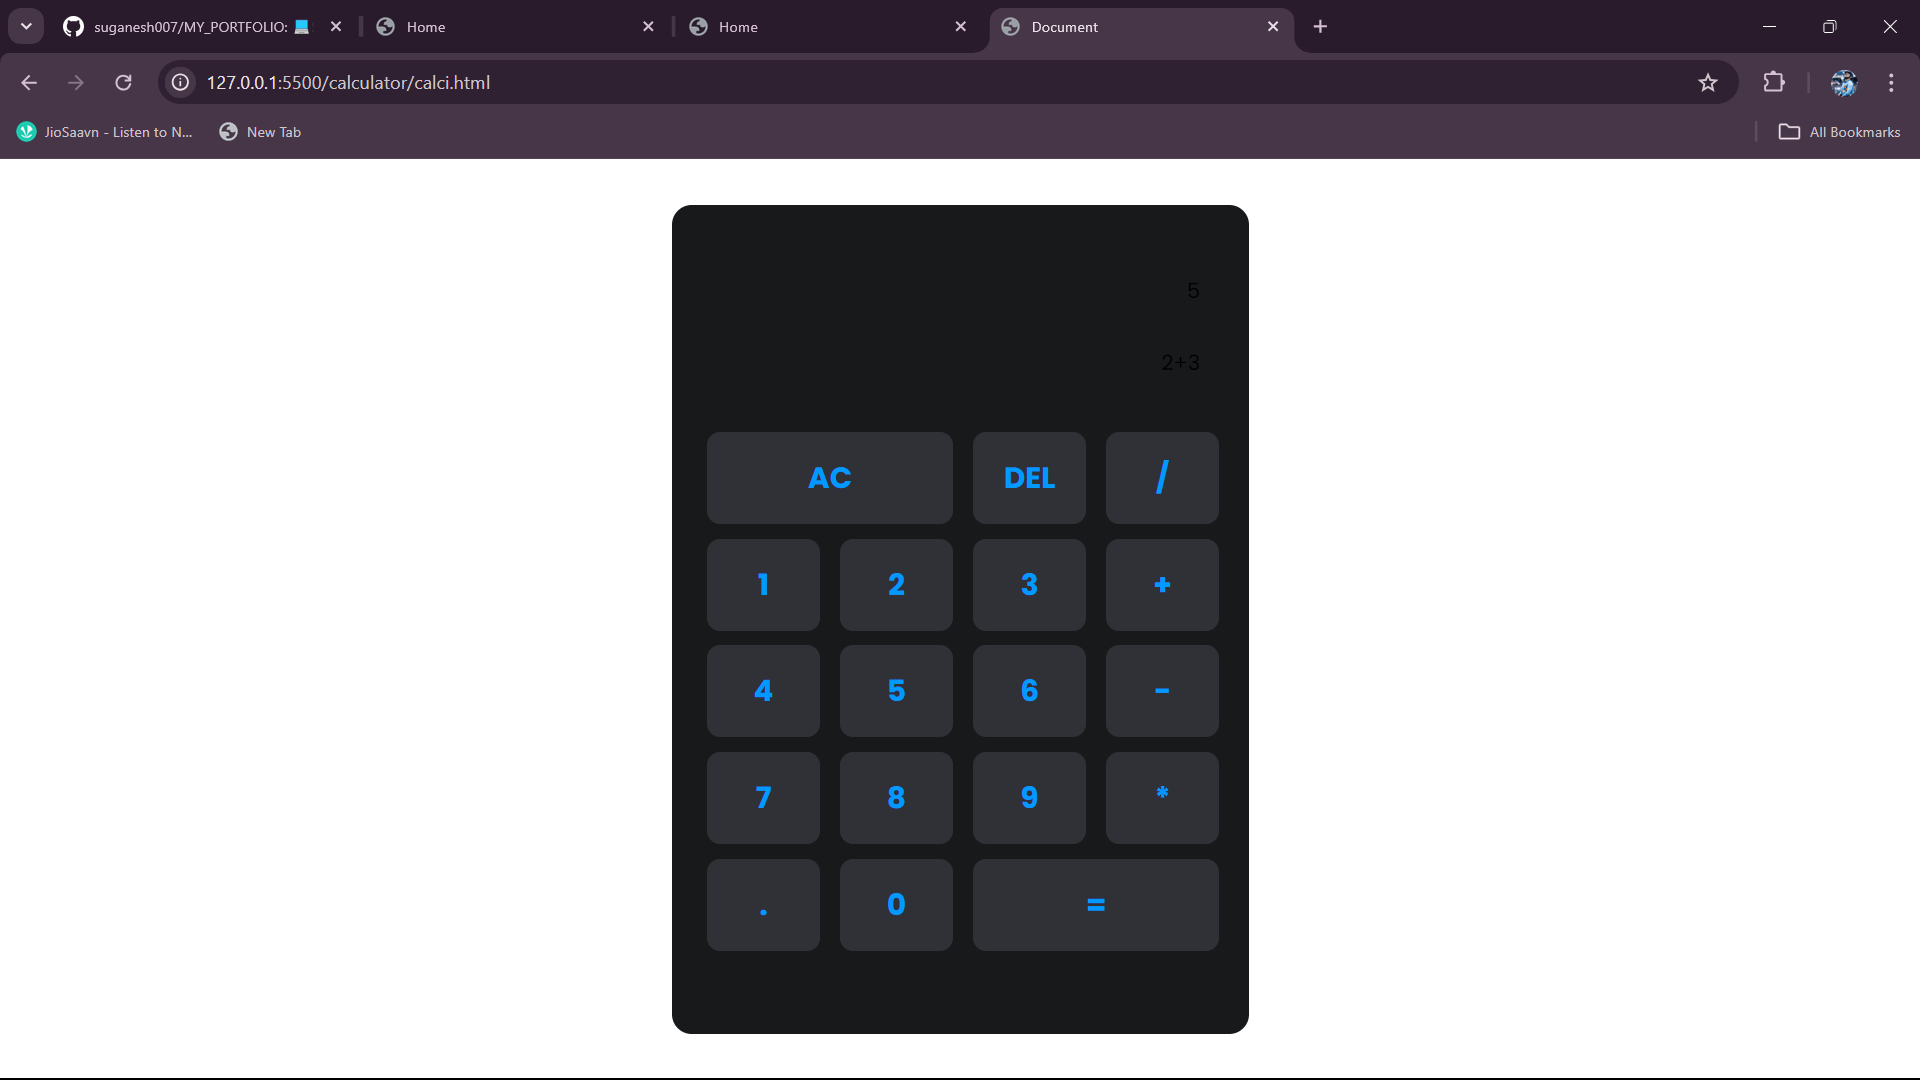 suganesh007/MY_PORTFOLIO: 💻
Home
Home
Document
127.0.0.1:5500/calculator/calci.html
JioSaavn - Listen to N...
New Tab
All Bookmarks
5
2+3
AC DEL /
1 2 3 +
4 5 6 -
7 8 9 *
. 0 =